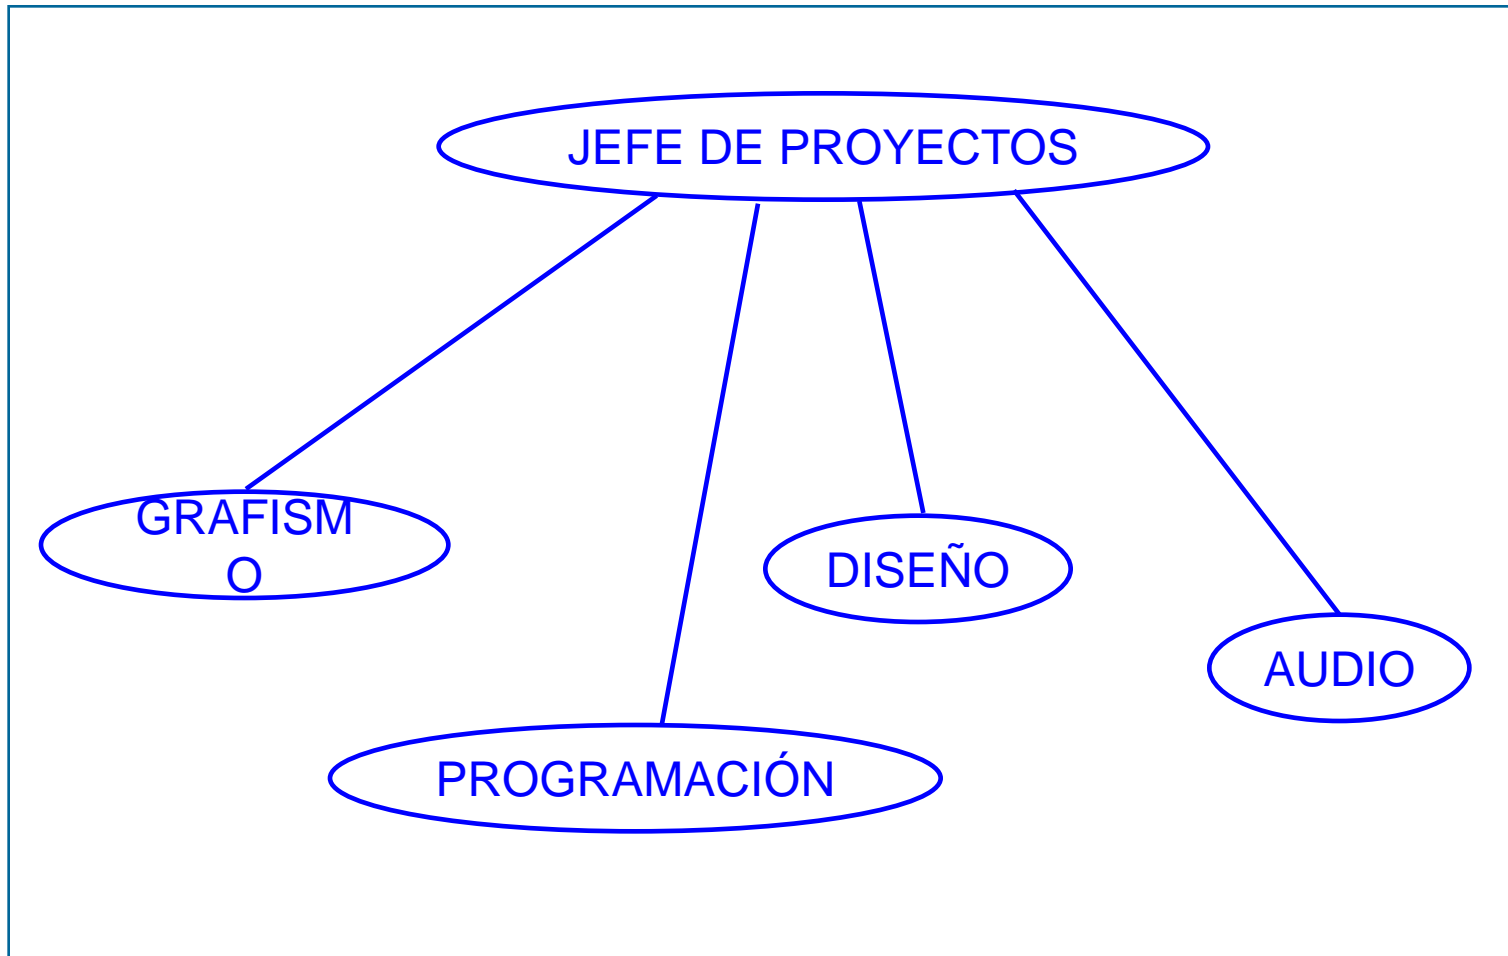 JEFE DE PROYECTOS
GRAFISM
O
DISEÑO
AUDIO
PROGRAMACIÓN